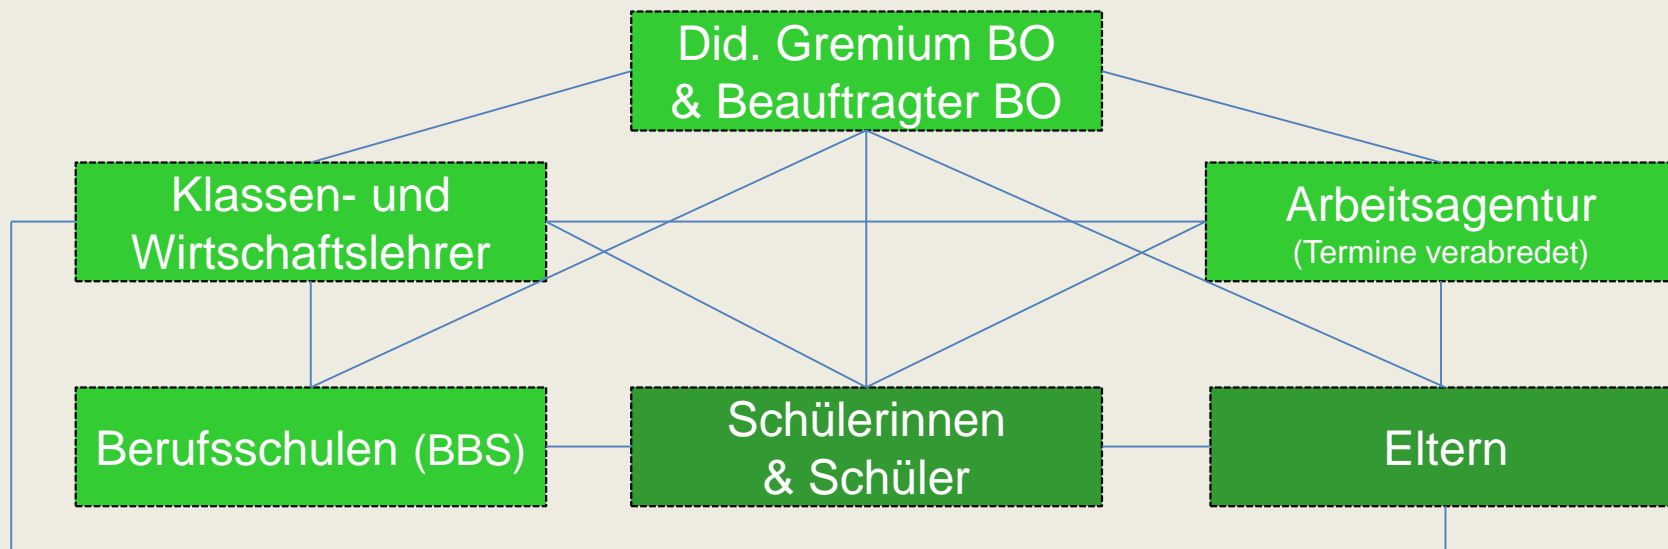 Did. Gremium BO
& Beauftragter BO
Klassen- und
Wirtschaftslehrer
Arbeitsagentur
(Termine verabredet)
Berufsschulen (BBS)
Schülerinnen
& Schüler
Eltern